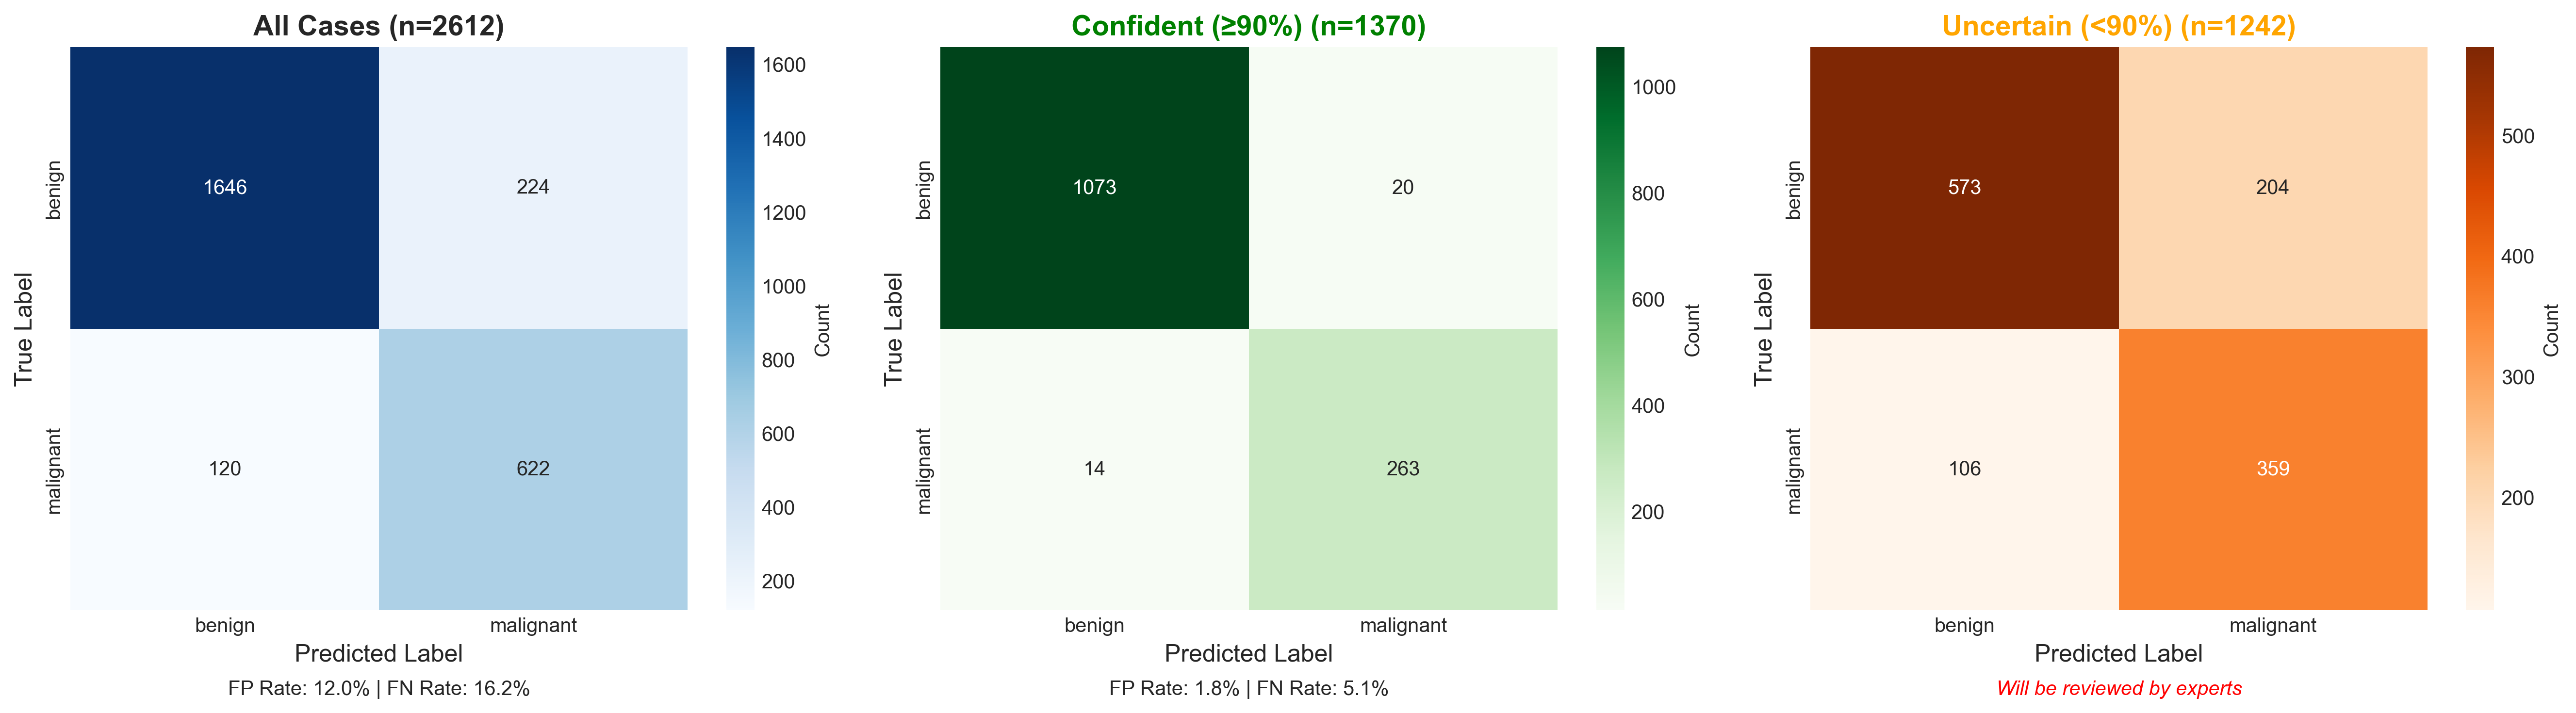 All Cases (n=2612)
True Label
benign
malignant
1646
224
120
622
benign
malignant
Predicted Label
FP Rate: 12.0% | FN Rate: 16.2%
1600
1400
1200
1000
800
600
400
200
Count
Confident (≥90%) (n=1370)
True Label
benign
malignant
1073
20
14
263
benign
malignant
Predicted Label
FP Rate: 1.8% | FN Rate: 5.1%
1000
800
600
400
200
Count
Uncertain (<90%) (n=1242)
True Label
benign
malignant
573
204
106
359
benign
malignant
Predicted Label
Will be reviewed by experts
500
400
300
200
Count